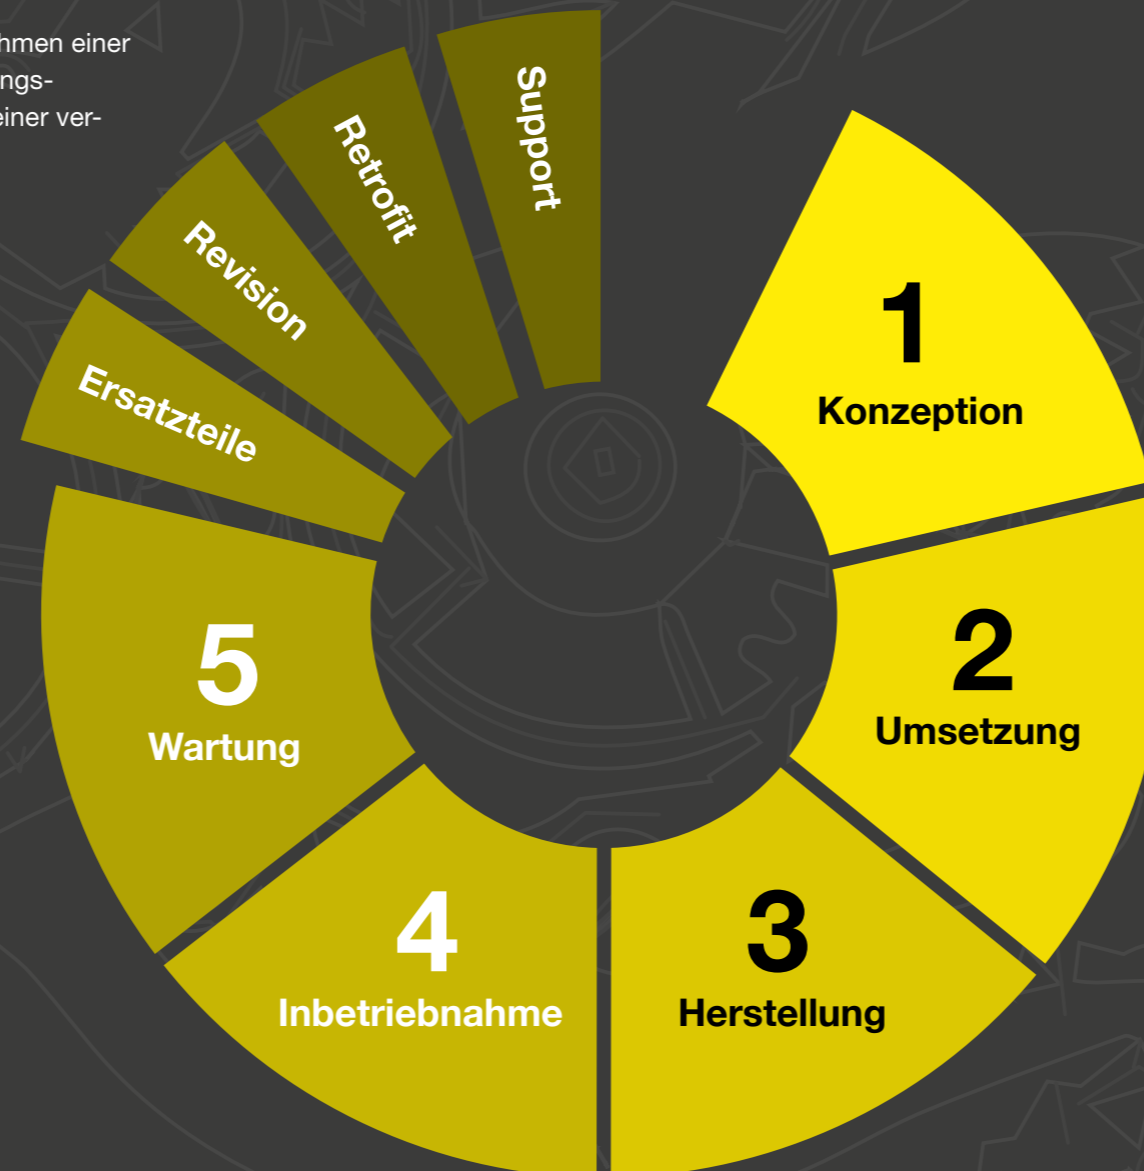 hmen einer
ngs-
einer ver-
1
Konzeption
2
Umsetzung
3
Herstellung
4
Inbetriebnahme
5
Wartung
Ersatzteile
Revision
Retrofit
Support